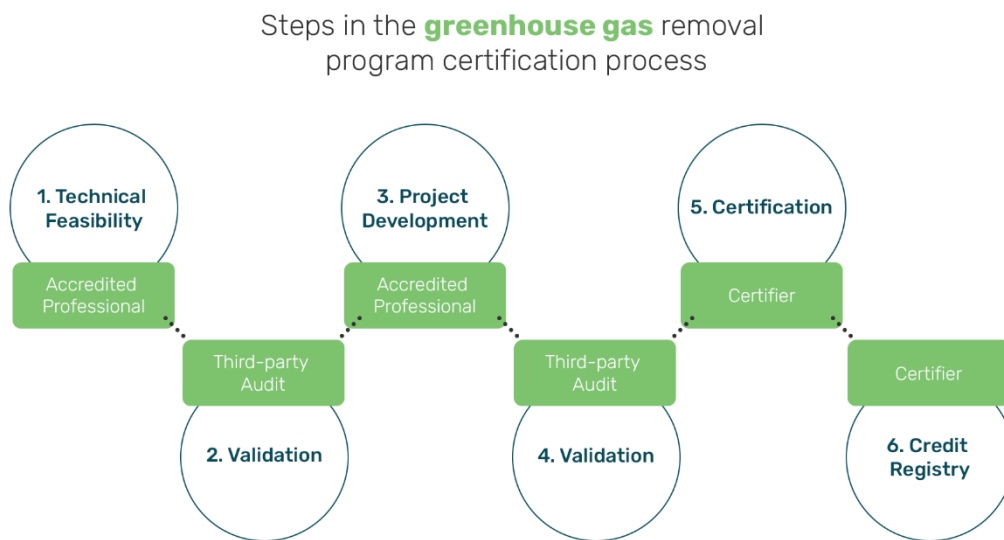 Steps in the greenhouse gas removal
program certification process
1. Technical
Feasibility
Accredited
Professional
Third-party
Audit
2. Validation
3. Project
Development
Accredited
Professional
Third-party
Audit
4. Validation
5. Certification
Certifier
Certifier
6. Credit
Registry